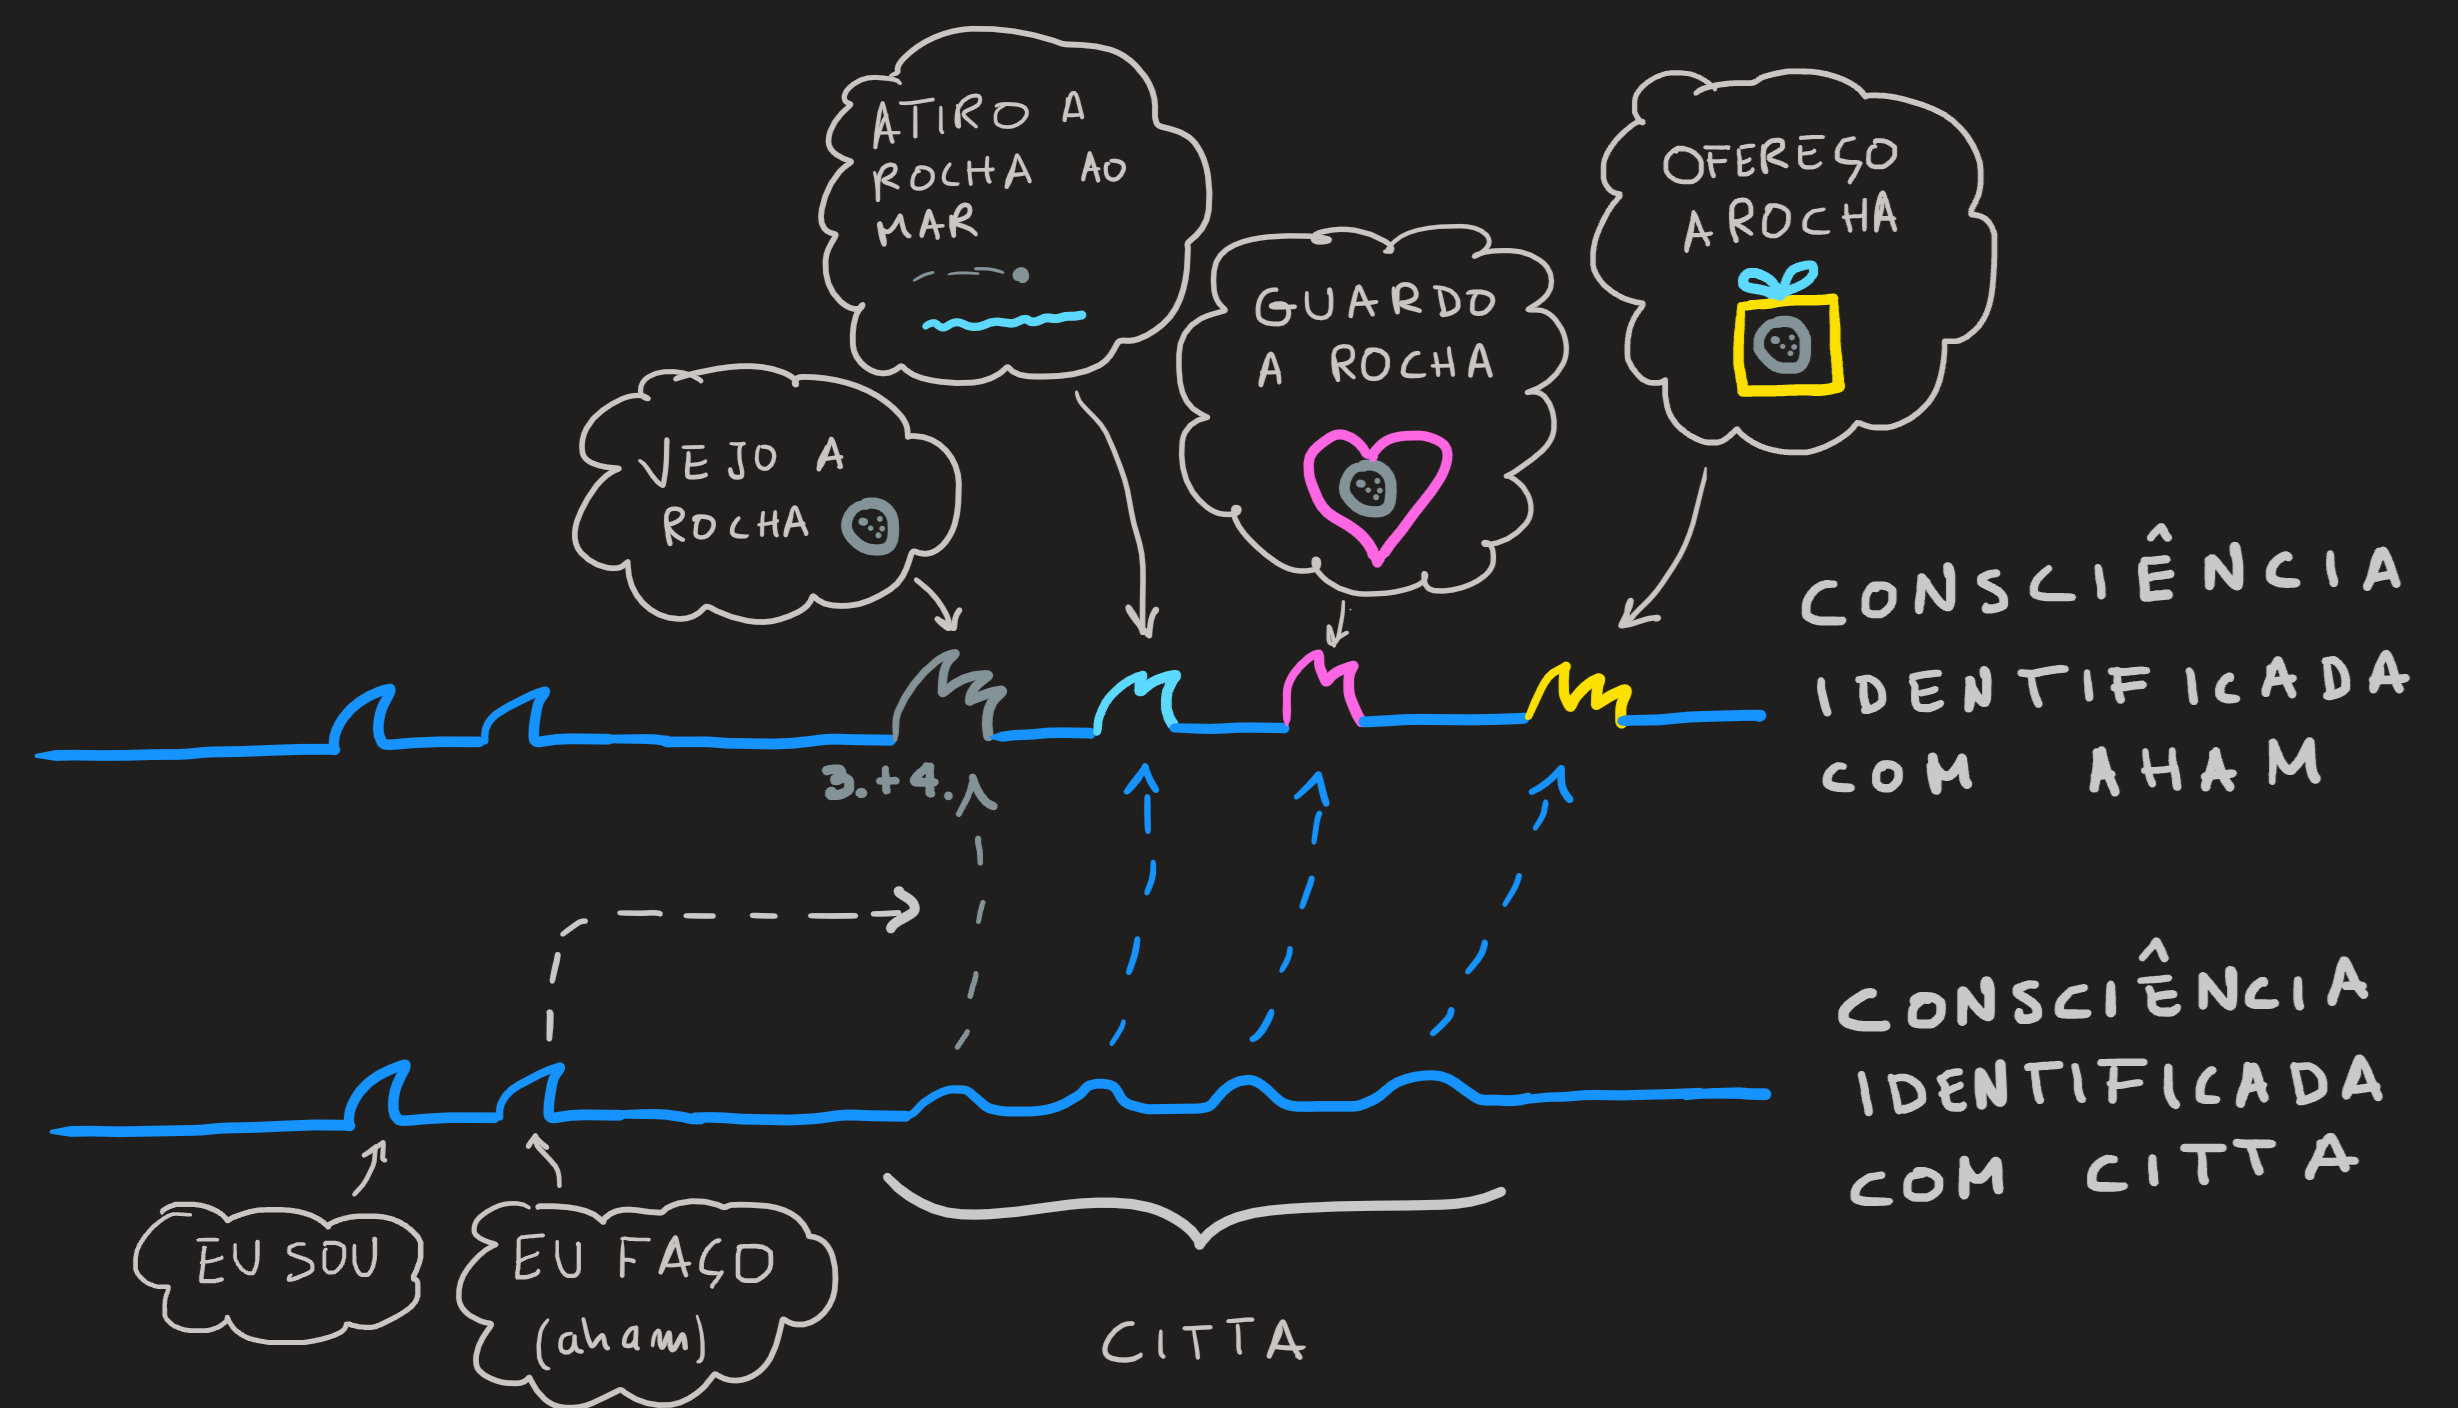 ATIRO A
ROCHA AO
MAR
OFEREÇO
A ROCHA
GUARDO
A ROCHA
VEJO A
ROCHA
CONSCIÊNCIA
IDENTIFICADA
COM AHAM
3.+4.
CONSCIÊNCIA
IDENTIFICADA
COM CITTA
EU SOU
EU FAÇO
(aham)
CITTA